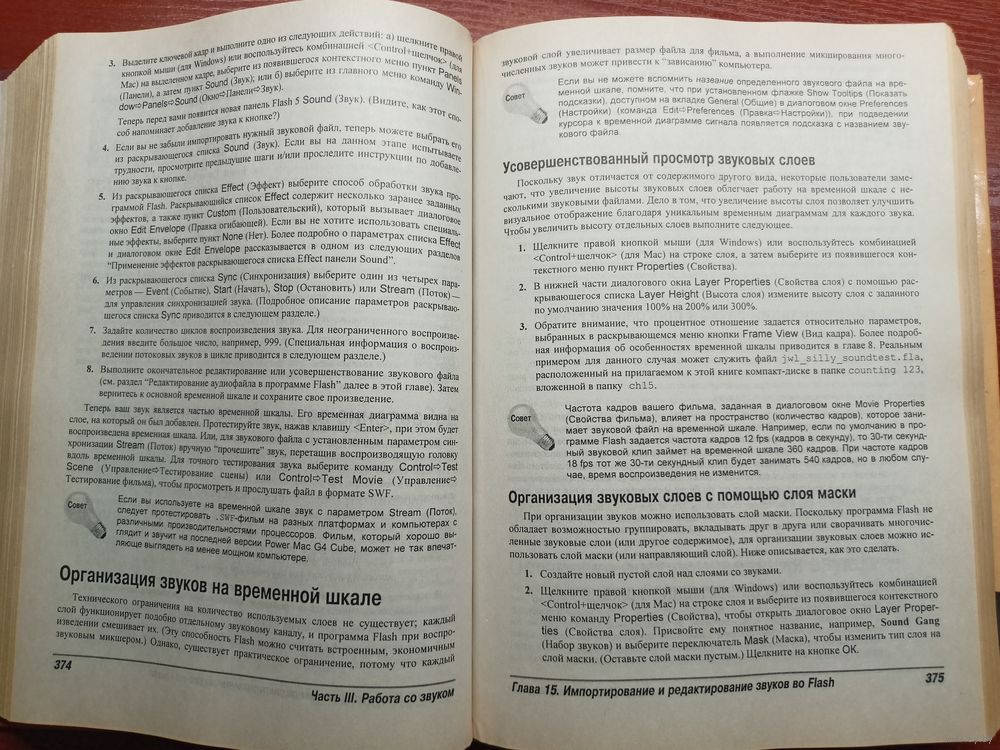 3. Выделите ключевой кадр и выполните одно из следующих действий: а) щелкните правой
кнопкой мыши (для Windows) или воспользуйтесь комбинацией <Control+щелчок> (для
Mac) на выделенном кадре, выберите из появившегося контекстного меню пункт Panels
(Панели), а затем пункт Sound (Звук); или б) выберите из главного меню команду Win-
dow⇨Panels⇨Sound (Окно⇨Панели⇨Звук).
Теперь перед вами появится новая панель Flash 5 Sound (Звук). (Видите, как этот спо-
соб напоминает добавление звука к кнопке?)
4. Если вы не забыли импортировать нужный звуковой файл, теперь можете выбрать его
из раскрывающегося списка Sound (Звук). Если вы на данном этапе испытываете
трудности, просмотрите предыдущие шаги и/или проследите инструкции по добавле-
нию звука к кнопке.
5. Из раскрывающегося списка Effect (Эффект) выберите способ обработки звука про-
граммой Flash. Раскрывающийся список Effect содержит несколько заранее заданных
эффектов, а также пункт Custom (Пользовательский), который вызывает диалоговое
окно Edit Envelope (Правка огибающей). Если вы не хотите использовать специаль-
ные эффекты, выберите пункт None (Нет). Более подробно о параметрах списка Effect
и диалоговом окне Edit Envelope рассказывается в одном из следующих разделов
"Применение эффектов раскрывающегося списка Effect панели Sound".
6. Из раскрывающегося списка Sync (Синхронизация) выберите один из четырех пара-
метров — Event (Событие), Start (Начать), Stop (Остановить) или Stream (Поток) —
для управления синхронизацией звука. (Подробное описание параметров раскрываю-
щегося списка Sync приводится в следующем разделе.)
7. Задайте количество циклов воспроизведения звука. Для неограниченного воспроизве-
дения введите большое число, например, 999. (Специальная информация о воспроиз-
ведении потоковых звуков в цикле приводится в следующем разделе.)
8. Выполните окончательное редактирование или усовершенствование звукового файла
(см. раздел "Редактирование аудиофайла в программе Flash" далее в этой главе). Затем
вернитесь к основной временной шкале и сохраните свое произведение.
Теперь ваш звук является частью временной шкалы. Его временная диаграмма видна на
слое, на который он был добавлен. Протестируйте звук, нажав клавишу <Enter>, при этом будет
воспроизведена временная шкала. Или, для звукового файла с установленным параметром син-
хронизации Stream (Поток) вручную "прочешите" звук, перетащив воспроизводящую головку
вдоль временной шкалы. Для точного тестирования звука выберите команду Control⇨Test
Scene (Управление⇨Тестирование сцены) или Control⇨Test Movie (Управление⇨
Тестирование фильма), чтобы просмотреть и прослушать файл в формате SWF.
Совет
Если вы используете на временной шкале звук с параметром Stream (Поток),
следует протестировать .SWF-фильм на разных платформах и компьютерах с
различными производительностями процессоров. Фильм, который хорошо вы-
глядит и звучит на последней версии Power Mac G4 Cube, может не так впечат-
ляюще выглядеть на менее мощном компьютере.
Организация звуков на временной шкале
Технического ограничения на количество используемых слоев не существует; каждый
слой функционирует подобно отдельному звуковому каналу, и программа Flash при воспро-
изведении смешивает их. (Эту способность Flash можно считать встроенным, экономичным
звуковым микшером.) Однако, существует практическое ограничение, потому что каждый
374
Часть III. Работа со звуком
звуковой слой увеличивает размер файла для фильма, а выполнение микширования много-
численных звуков может привести к "зависанию" компьютера.
Совет
Если вы не можете вспомнить название определенного звукового файла на вре-
менной шкале, помните, что при установленном флажке Show Tooltips (Показать
подсказки), доступном на вкладке General (Общие) в диалоговом окне Preferences
(Настройки) (команда Edit⇨Preferences (Правка⇨Настройки)), при подведении
курсора к временной диаграмме сигнала появляется подсказка с названием зву-
кового файла.
Усовершенствованный просмотр звуковых слоев
Поскольку звук отличается от содержимого другого вида, некоторые пользователи заме-
чают, что увеличение высоты звуковых слоев облегчает работу на временной шкале с не-
сколькими звуковыми файлами. Дело в том, что увеличение высоты слоя позволяет улучшить
визуальное отображение благодаря уникальным временным диаграммам для каждого звука.
Чтобы увеличить высоту отдельных слоев выполните следующее.
1. Щелкните правой кнопкой мыши (для Windows) или воспользуйтесь комбинацией
<Control+щелчок> (для Mac) на строке слоя, а затем выберите из появившегося кон-
текстного меню пункт Properties (Свойства).
2. В нижней части диалогового окна Layer Properties (Свойства слоя) с помощью рас-
крывающегося списка Layer Height (Высота слоя) измените высоту слоя с заданного
по умолчанию значения 100% на 200% или 300%.
3. Обратите внимание, что процентное отношение задается относительно параметров,
выбранных в раскрывающемся меню кнопки Frame View (Вид кадра). Более подроб-
ная информация об особенностях временной шкалы приводится в главе 8. Реальным
примером для данного случая может служить файл jwl_silly_soundtest.fla,
расположенный на прилагаемом к этой книге компакт-диске в папке counting 123,
вложенной в папку ch15.
Совет
Частота кадров вашего фильма, заданная в диалоговом окне Movie Properties
(Свойства фильма), влияет на пространство (количество кадров), которое зани-
мает звуковой файл на временной шкале. Например, если по умолчанию в про-
грамме Flash задается частота кадров 12 fps (кадров в секунду), то 30-ти секунд-
ный звуковой клип займет на временной шкале 360 кадров. При частоте кадров
18 fps тот же 30-ти секундный клип будет занимать 540 кадров, но в любом слу-
чае, время воспроизведения не изменится.
Организация звуковых слоев с помощью слоя маски
При организации звуков можно использовать слой маски. Поскольку программа Flash не
обладает возможностью группировать, вкладывать друг в друга или сворачивать многочис-
ленные звуковые слои (или другое содержимое), для организации звуковых слоев можно ис-
пользовать слой маски (или направляющий слой). Ниже описывается, как это сделать.
1. Создайте новый пустой слой над слоями со звуками.
2. Щелкните правой кнопкой мыши (для Windows) или воспользуйтесь комбинацией
<Control+щелчок> (для Mac) на строке слоя и выберите из появившегося контекстного
меню команду Properties (Свойства), чтобы открыть диалоговое окно Layer Proper-
ties (Свойства слоя). Присвойте ему понятное название, например, Sound Gang
(Набор звуков) и выберите переключатель Mask (Маска), чтобы изменить тип слоя на
слой маски. (Оставьте слой маски пустым.) Щелкните на кнопке OK.
Глава 15. Импортирование и редактирование звуков во Flash
375